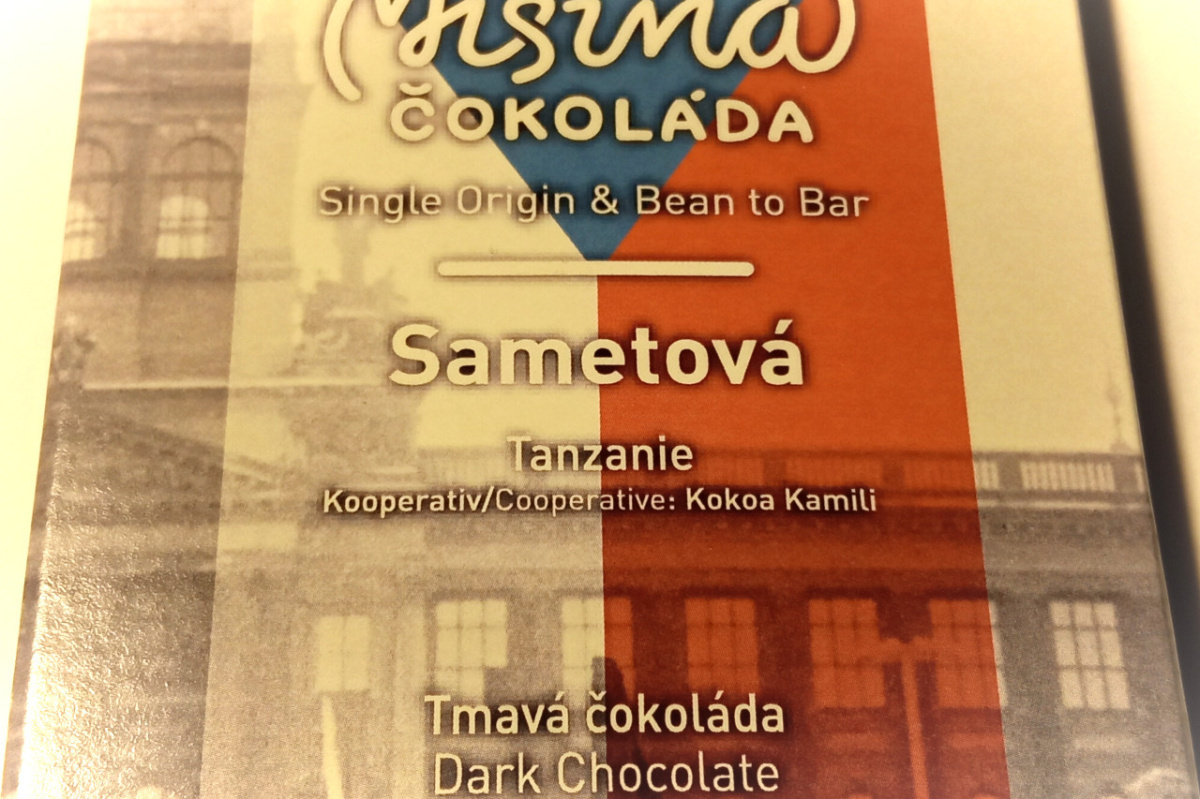 ČOKOLÁDA
Single Origin & Bean to Bar
Sametová
Tanzanie
Kooperativ/Cooperative: Kokoa Kamili
Tmavá čokoláda
Dark Chocolate